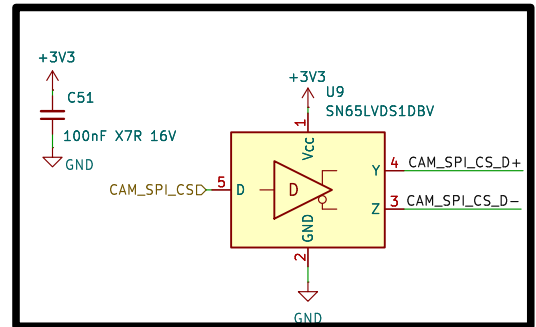 +3V3
C51
100nF X7R 16V
GND
+3V3
U9
SN65LVDS1DBV
1
Vcc
CAM_SPI_CS
5
D
D
Y
4
CAM_SPI_CS_D+
Z
3
CAM_SPI_CS_D-
GND
2
GND